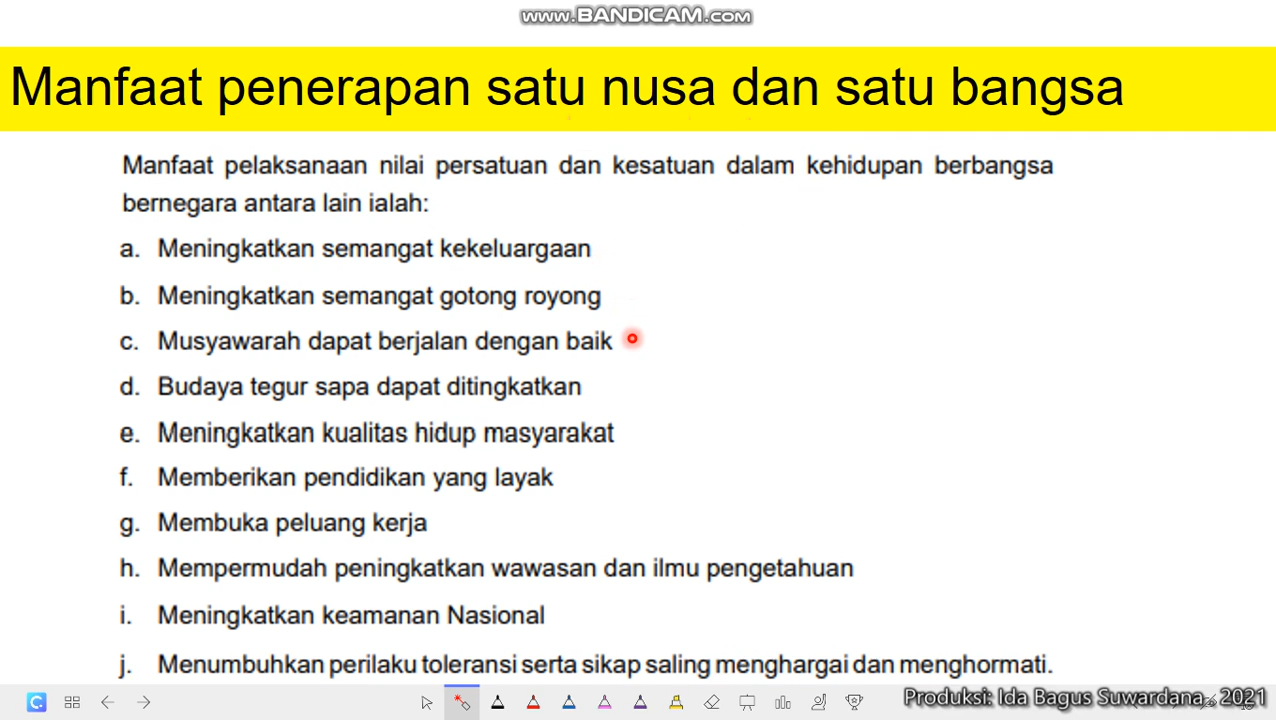 www.BANDICAM.com
Manfaat penerapan satu nusa dan satu bangsa
Manfaat pelaksanaan nilai persatuan dan kesatuan dalam kehidupan berbangsa
bernegara antara lain ialah:
a. Meningkatkan semangat kekeluargaan
b. Meningkatkan semangat gotong royong
c. Musyawarah dapat berjalan dengan baik
d. Budaya tegur sapa dapat ditingkatkan
e. Meningkatkan kualitas hidup masyarakat
f. Memberikan pendidikan yang layak
g. Membuka peluang kerja
h. Mempermudah peningkatkan wawasan dan ilmu pengetahuan
i. Meningkatkan keamanan Nasional
j. Menumbuhkan perilaku toleransi serta sikap saling menghargai dan menghormati.
Produksi: Ida Bagus Suwardana, 2021